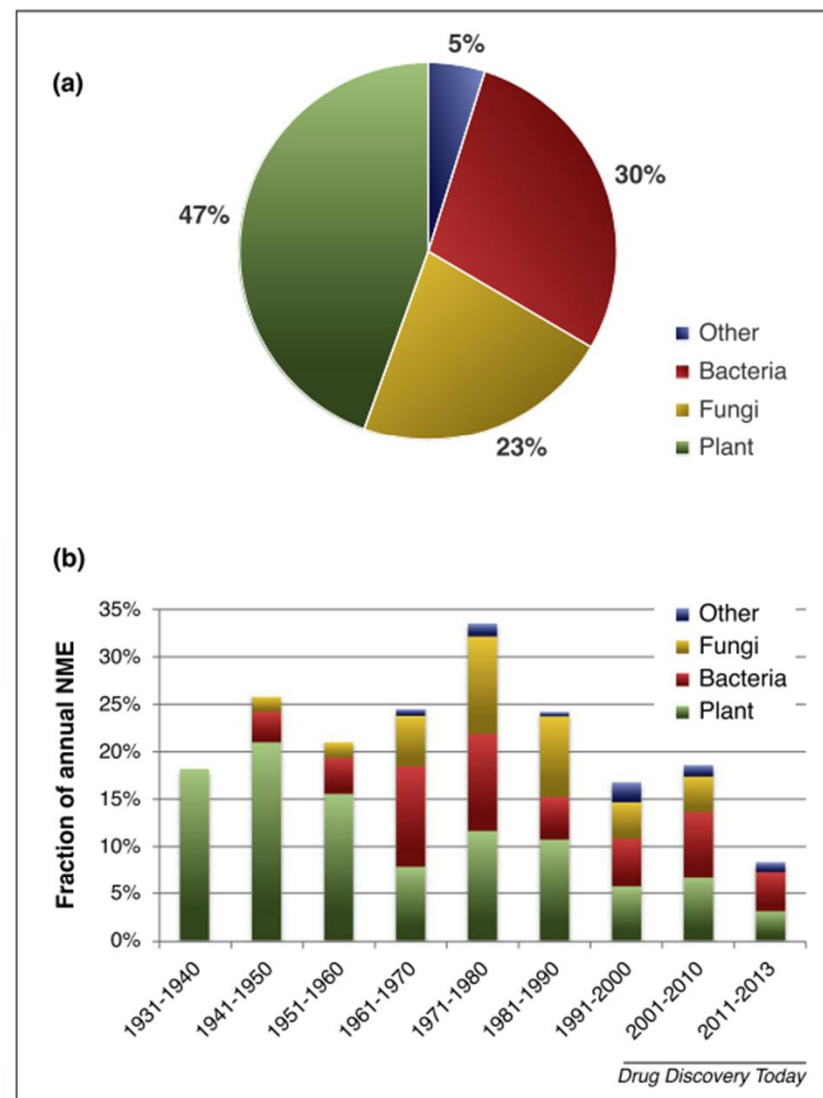 (a)
5%
30%
47%
23%
Other
Bacteria
Fungi
Plant
(b)
Fraction of annual NME
35%
30%
25%
20%
15%
10%
5%
0%
Other
Fungi
Bacteria
Plant
1931-1940
1941-1950
1951-1960
1961-1970
1971-1980
1981-1990
1991-2000
2001-2010
2011-2013
Drug Discovery Today